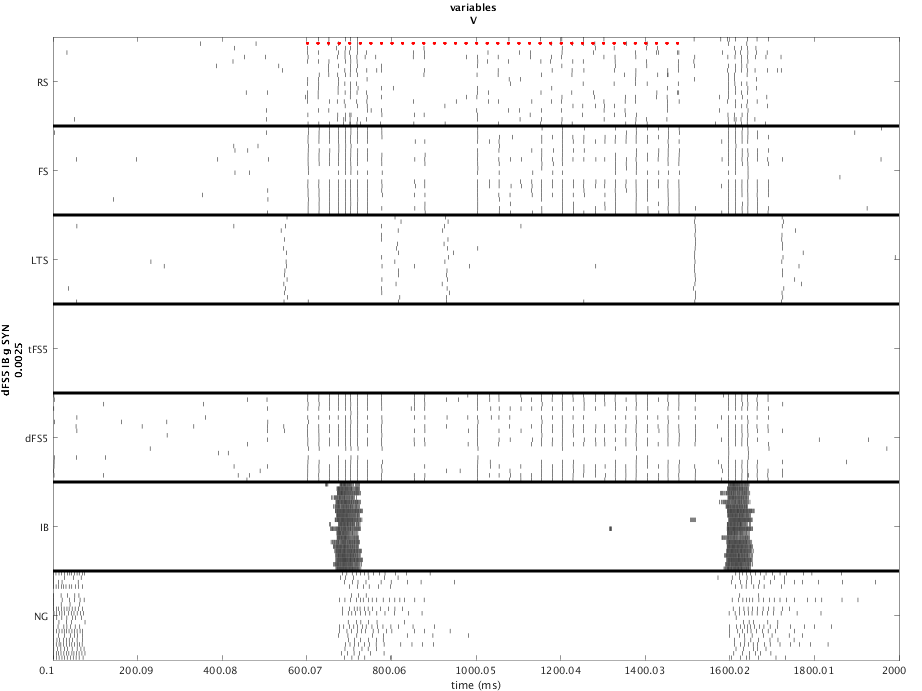 variables
V
RS
FS
LTS
tFS5
dFS5
IB
NG
dFS5 IB g SYN
0.0025
0.1 200.09 400.08 600.07 800.06 1000.05 1200.04 1400.03 1600.02 1800.01 2000
time (ms)